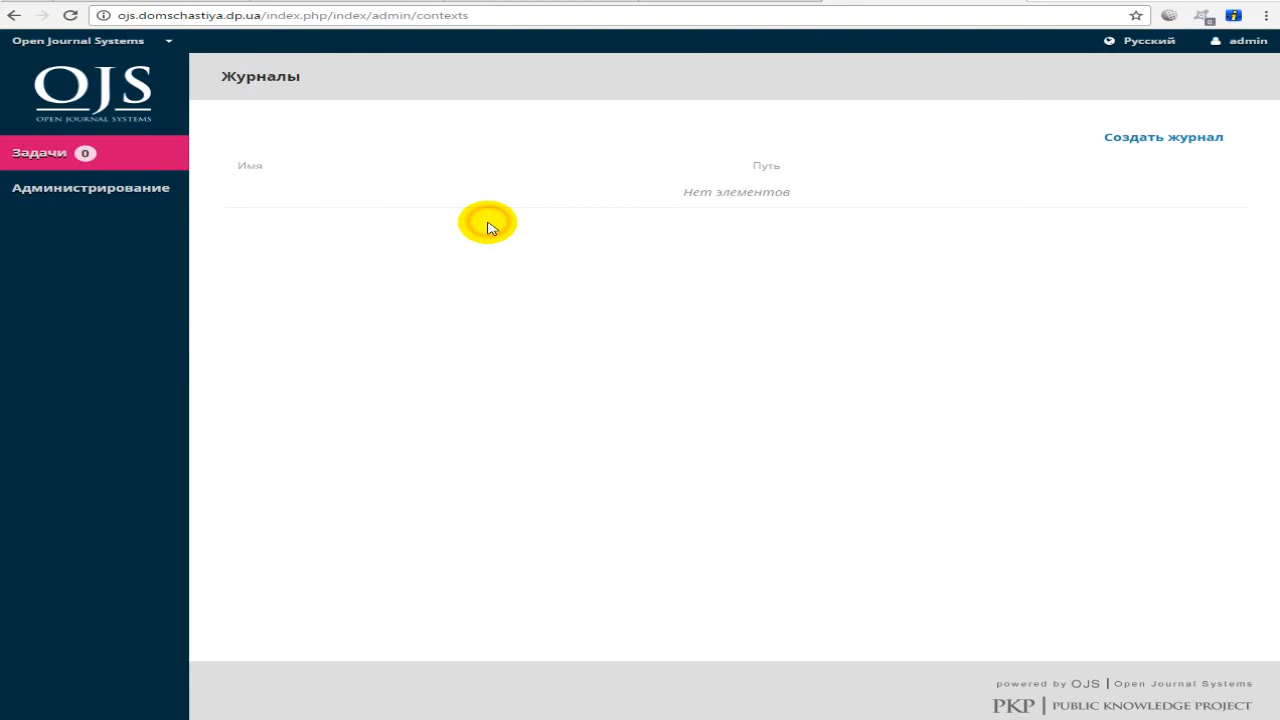 ojs.domschastiya.dp.ua/index.php/index/admin/contexts
Open Journal Systems
Русский
admin
OJS
OPEN JOURNAL SYSTEMS
Журналы
Задачи 0
Создать журнал
Администрирование
Имя
Путь
Нет элементов
powered by OJS | Open Journal Systems
PKP | PUBLIC KNOWLEDGE PROJECT